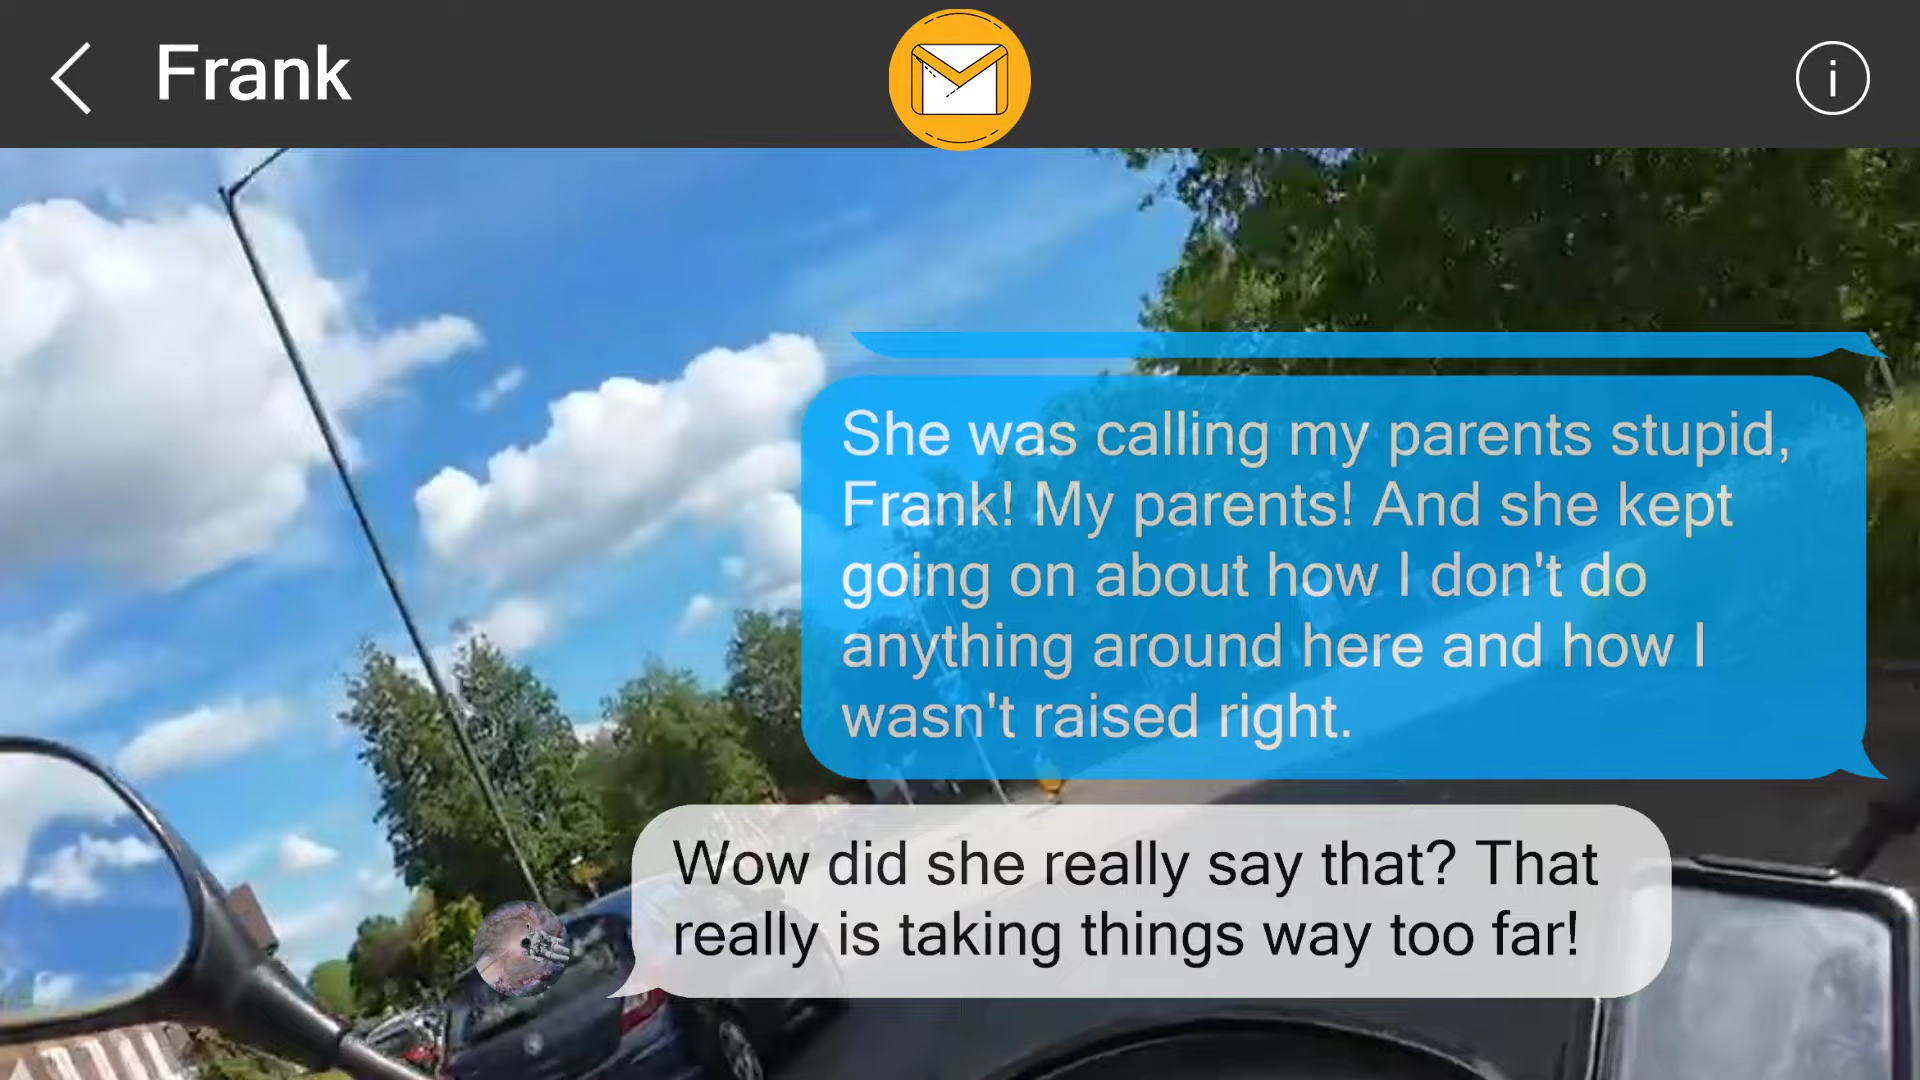 Frank
She was calling my parents stupid,
Frank! My parents! And she kept
going on about how I don't do
anything around here and how I
wasn't raised right.
Wow did she really say that? That
really is taking things way too far!